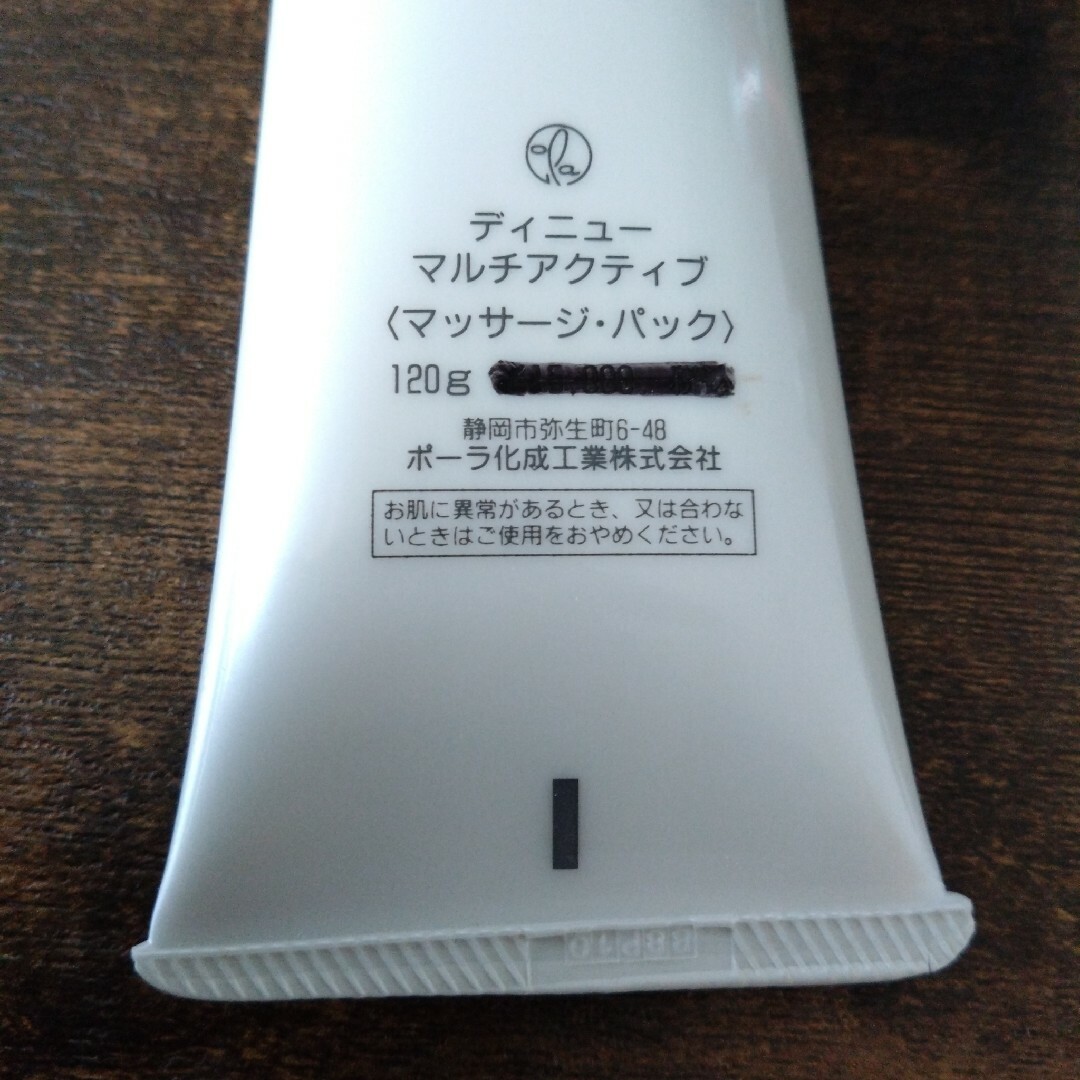 ディニュー
マルチアクティブ
〈マッサージ・パック〉
120g
静岡市弥生町6-48
ポーラ化成工業株式会社
お肌に異常があるとき、又は合わな
いときはご使用をおやめください。